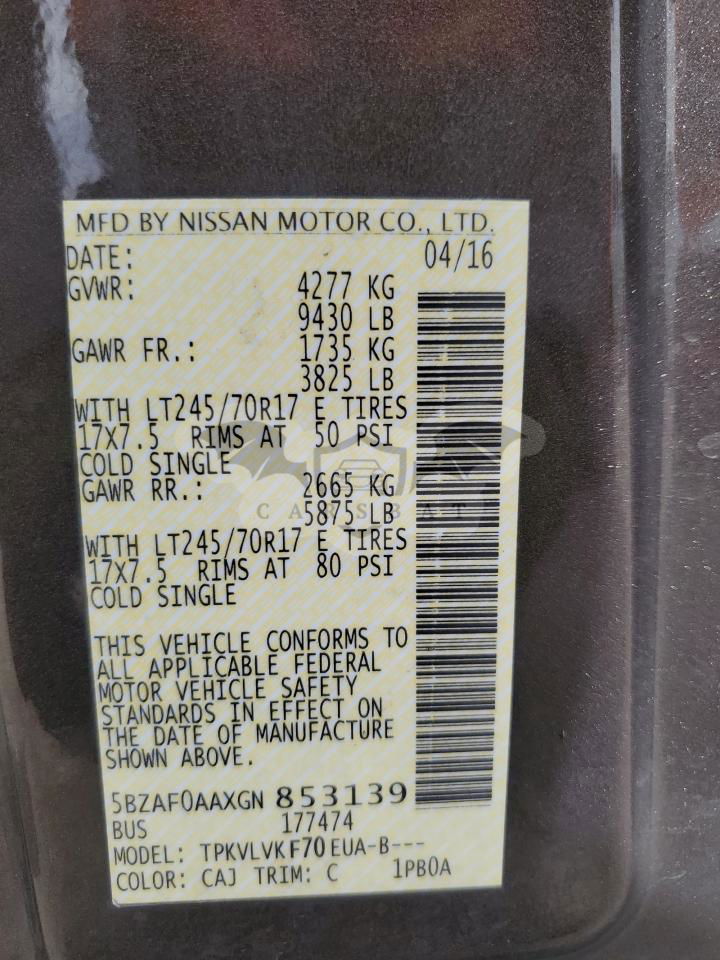 MFD BY NISSAN MOTOR CO., LTD.
DATE: 04/16
GVWR: 4277 KG
9430 LB
GAWR FR.: 1735 KG
3825 LB
WITH LT245/70R17 E TIRES
17X7.5 RIMS AT 50 PSI
COLD SINGLE
GAWR RR.: 2665 KG
CARSBAT
5875 LB
WITH LT245/70R17 E TIRES
17X7.5 RIMS AT 80 PSI
COLD SINGLE
THIS VEHICLE CONFORMS TO
ALL APPLICABLE FEDERAL
MOTOR VEHICLE SAFETY
STANDARDS IN EFFECT ON
THE DATE OF MANUFACTURE
SHOWN ABOVE.
5BZAF0AAXGN 853139
BUS 177474
MODEL: TPKVLVKF70EUA-B---
COLOR: CAJ TRIM: C 1PB0A